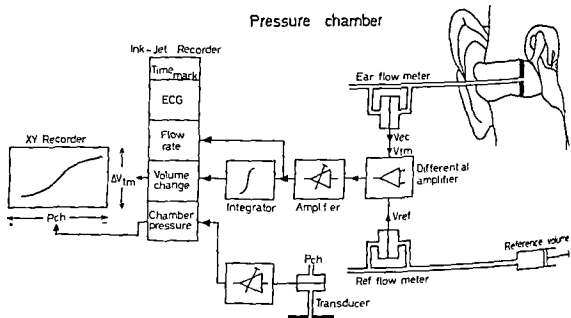 Pressure chamber
Ink-Jet Recorder
Time mark
ECG
Flow rate
Volume change
Chamber pressure
XY Recorder
ΔVtm
+ Pch −
Integrator
Amplifier
Ear flow meter
Vec
Vtm
Differential amplifier
Vref
Ref flow meter
Reference volume
Pch
Transducer